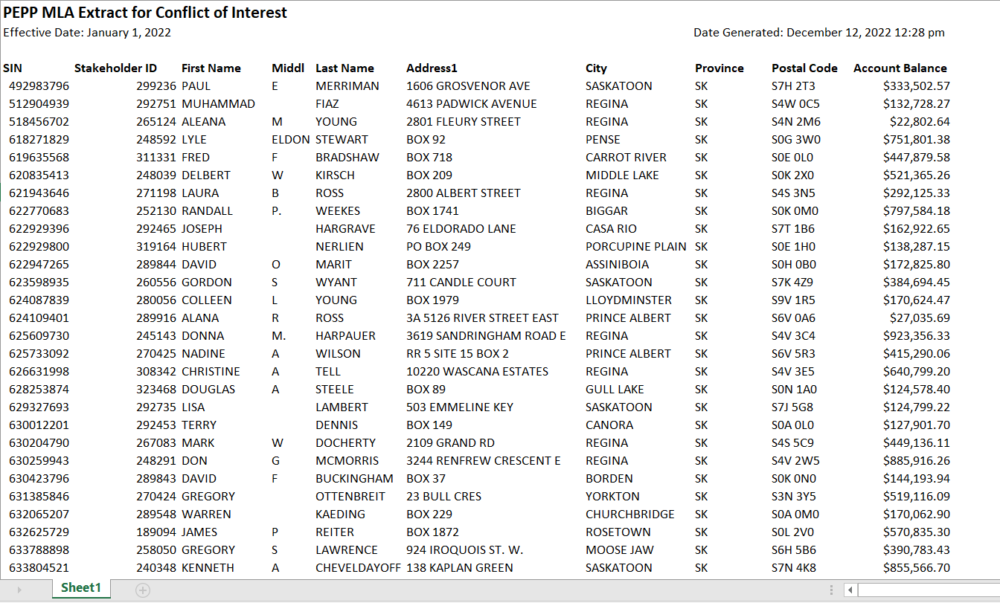 PEPP MLA Extract for Conflict of Interest
Effective Date: January 1, 2022 Date Generated: December 12, 2022 12:28 pm
SIN Stakeholder ID First Name Middl Last Name Address1 City Province Postal Code Account Balance
492983796 299236 PAUL E MERRIMAN 1606 GROSVENOR AVE SASKATOON SK S7H 2T3 $333,502.57
512904939 292751 MUHAMMAD FIAZ 4613 PADWICK AVENUE REGINA SK S4W 0C5 $132,728.27
518456702 265124 ALEANA M YOUNG 2801 FLEURY STREET REGINA SK S4N 2M6 $22,802.64
618271829 248592 LYLE ELDON STEWART BOX 92 PENSE SK S0G 3W0 $751,801.38
619635568 311331 FRED F BRADSHAW BOX 718 CARROT RIVER SK S0E 0L0 $447,879.58
620835413 248039 DELBERT W KIRSCH BOX 209 MIDDLE LAKE SK S0K 2X0 $521,365.26
621943646 271198 LAURA B ROSS 2800 ALBERT STREET REGINA SK S4S 3N5 $292,125.33
622770683 252130 RANDALL P. WEEKES BOX 1741 BIGGAR SK S0K 0M0 $797,584.18
622929396 292465 JOSEPH HARGRAVE 76 ELDORADO LANE CASA RIO SK S7T 1B6 $162,922.65
622929800 319164 HUBERT NERLIEN PO BOX 249 PORCUPINE PLAIN SK S0E 1H0 $138,287.15
622947265 289844 DAVID O MARIT BOX 2257 ASSINIBOIA SK S0H 0B0 $172,825.80
623598935 260556 GORDON S WYANT 711 CANDLE COURT SASKATOON SK S7K 4Z9 $384,694.45
624087839 280056 COLLEEN L YOUNG BOX 1979 LLOYDMINSTER SK S9V 1R5 $170,624.47
624109401 289916 ALANA R ROSS 3A 5126 RIVER STREET EAST PRINCE ALBERT SK S6V 0A6 $27,035.69
625609730 245143 DONNA M. HARPAUER 3619 SANDRINGHAM ROAD E REGINA SK S4V 3C4 $923,356.33
625733092 270425 NADINE A WILSON RR 5 SITE 15 BOX 2 PRINCE ALBERT SK S6V 5R3 $415,290.06
626631998 308342 CHRISTINE A TELL 10220 WASCANA ESTATES REGINA SK S4V 3E5 $640,799.20
628253874 323468 DOUGLAS A STEELE BOX 89 GULL LAKE SK S0N 1A0 $124,578.40
629327693 292735 LISA LAMBERT 503 EMMELINE KEY SASKATOON SK S7J 5G8 $124,799.22
630012201 292453 TERRY DENNIS BOX 149 CANORA SK S0A 0L0 $127,901.70
630204790 267083 MARK W DOCHERTY 2109 GRAND RD REGINA SK S4S 5C9 $449,136.11
630259943 248291 DON G MCMORRIS 3244 RENFREW CRESCENT E REGINA SK S4V 2W5 $885,916.26
630423796 289843 DAVID F BUCKINGHAM BOX 37 BORDEN SK S0K 0N0 $144,193.94
631385846 270424 GREGORY OTTENBREIT 23 BULL CRES YORKTON SK S3N 3Y5 $519,116.09
632065207 289548 WARREN KAEDING BOX 229 CHURCHBRIDGE SK S0A 0M0 $170,062.90
632625729 189094 JAMES P REITER BOX 1872 ROSETOWN SK S0L 2V0 $570,835.30
633788898 258050 GREGORY S LAWRENCE 924 IROQUOIS ST. W. MOOSE JAW SK S6H 5B6 $390,783.43
633804521 240348 KENNETH A CHEVELDAYOFF 138 KAPLAN GREEN SASKATOON SK S7N 4K8 $855,566.70
Sheet1